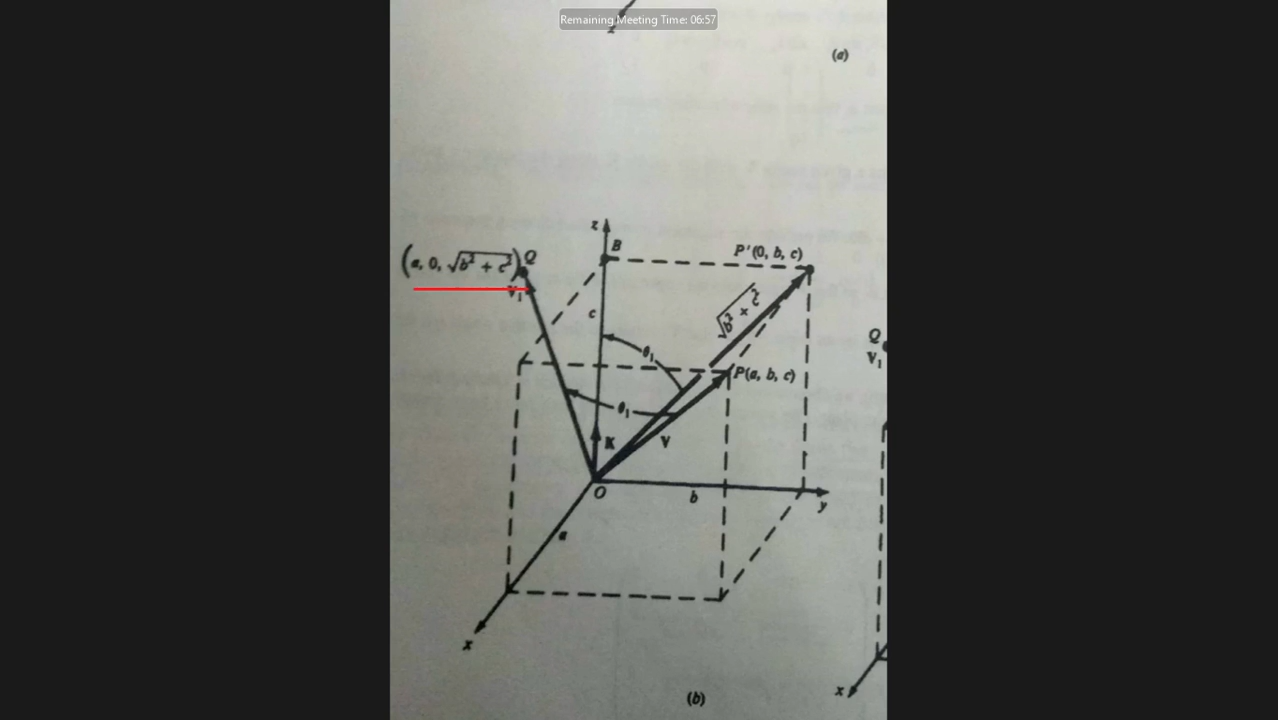 Remaining Meeting Time: 06:57
x
(a)
z
B
P'(0, b, c)
(a, 0, √b² + c²)
Q
V₁
c
√b² + c²
θ₁
P(a, b, c)
θ₁
K
V
O
b
y
a
x
(b)
Q
V₁
x